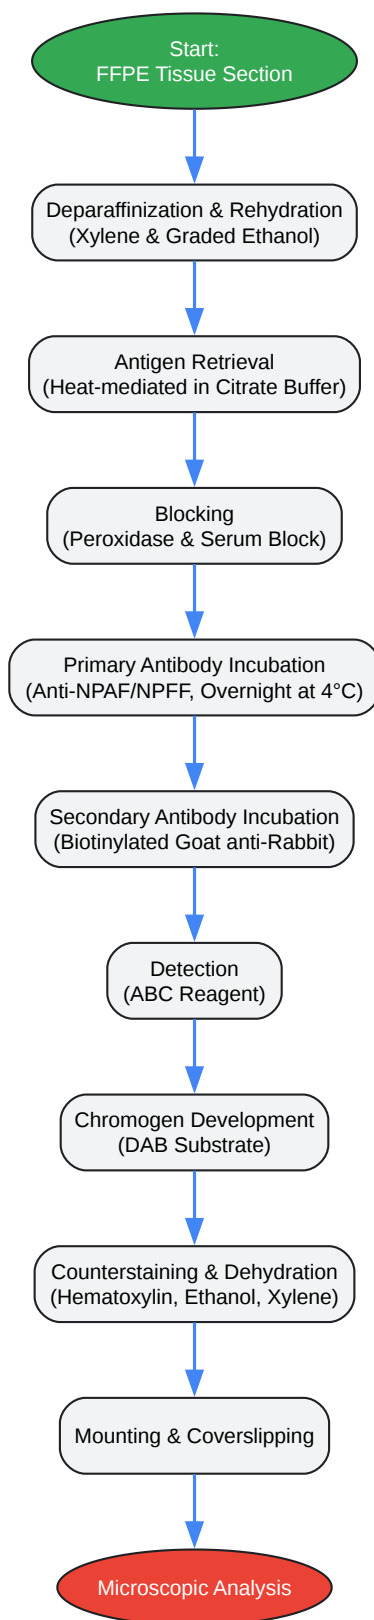 Start:
FFPE Tissue Section
Deparaffinization & Rehydration
(Xylene & Graded Ethanol)
Antigen Retrieval
(Heat-mediated in Citrate Buffer)
Blocking
(Peroxidase & Serum Block)
Primary Antibody Incubation
(Anti-NPAF/NPFF, Overnight at 4°C)
Secondary Antibody Incubation
(Biotinylated Goat anti-Rabbit)
Detection
(ABC Reagent)
Chromogen Development
(DAB Substrate)
Counterstaining & Dehydration
(Hematoxylin, Ethanol, Xylene)
Mounting & Coverslipping
Microscopic Analysis